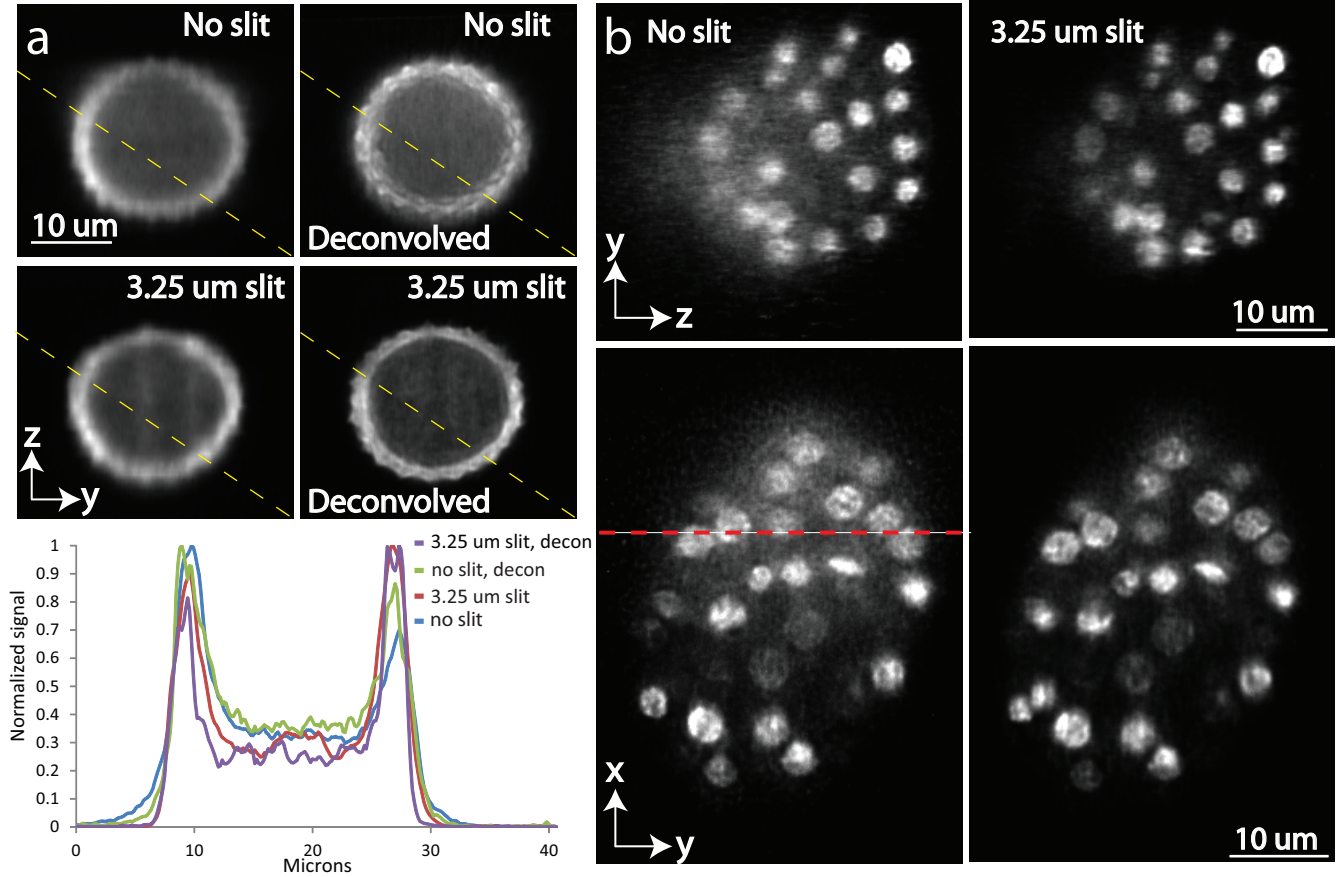 a
No slit
No slit
10 um
Deconvolved
3.25 um slit
3.25 um slit
z
y
Deconvolved
1
0.9
0.8
0.7
0.6
0.5
0.4
0.3
0.2
0.1
0
Normalized signal
3.25 um slit, decon
no slit, decon
3.25 um slit
no slit
0 10 20 30 40
Microns
b No slit
3.25 um slit
y
z
10 um
x
y
10 um